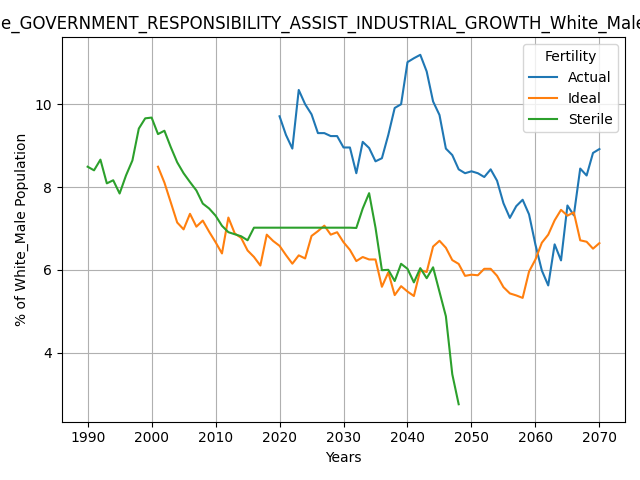 e_GOVERNMENT_RESPONSIBILITY_ASSIST_INDUSTRIAL_GROWTH_White_Male
Fertility
Actual
Ideal
Sterile
% of White_Male Population
10
8
6
4
1990 2000 2010 2020 2030 2040 2050 2060 2070
Years